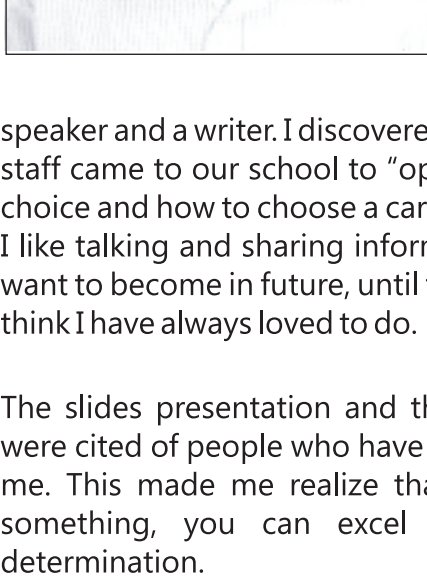 speaker and a writer. I discovere
staff came to our school to “op
choice and how to choose a car
I like talking and sharing infor
want to become in future, until
think I have always loved to do.
The slides presentation and th
were cited of people who have
me. This made me realize tha
something, you can excel
determination.